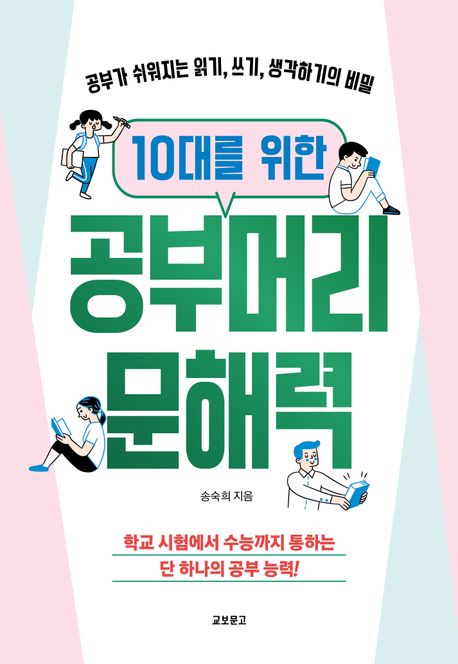 공부가 쉬워지는 읽기, 쓰기, 생각하기의 비밀
10대를 위한
공부머리
문해력
송숙희 지음
학교 시험에서 수능까지 통하는
단 하나의 공부 능력!
교보문고